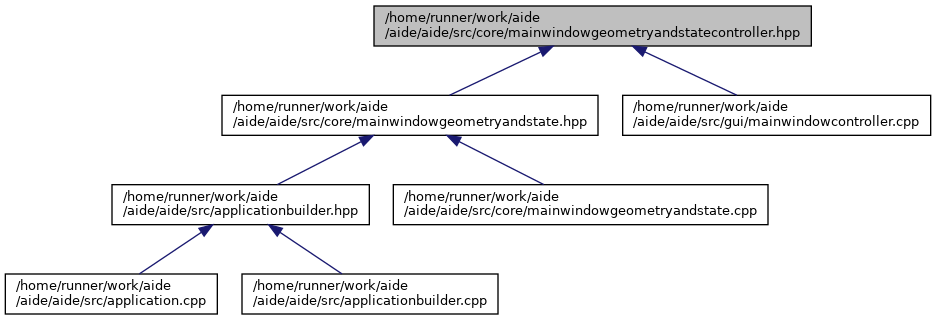 /home/runner/work/aide
/aide/aide/src/core/mainwindowgeometryandstatecontroller.hpp
/home/runner/work/aide
/aide/aide/src/core/mainwindowgeometryandstate.hpp
/home/runner/work/aide
/aide/aide/src/gui/mainwindowcontroller.cpp
/home/runner/work/aide
/aide/aide/src/applicationbuilder.hpp
/home/runner/work/aide
/aide/aide/src/core/mainwindowgeometryandstate.cpp
/home/runner/work/aide
/aide/aide/src/application.cpp
/home/runner/work/aide
/aide/aide/src/applicationbuilder.cpp